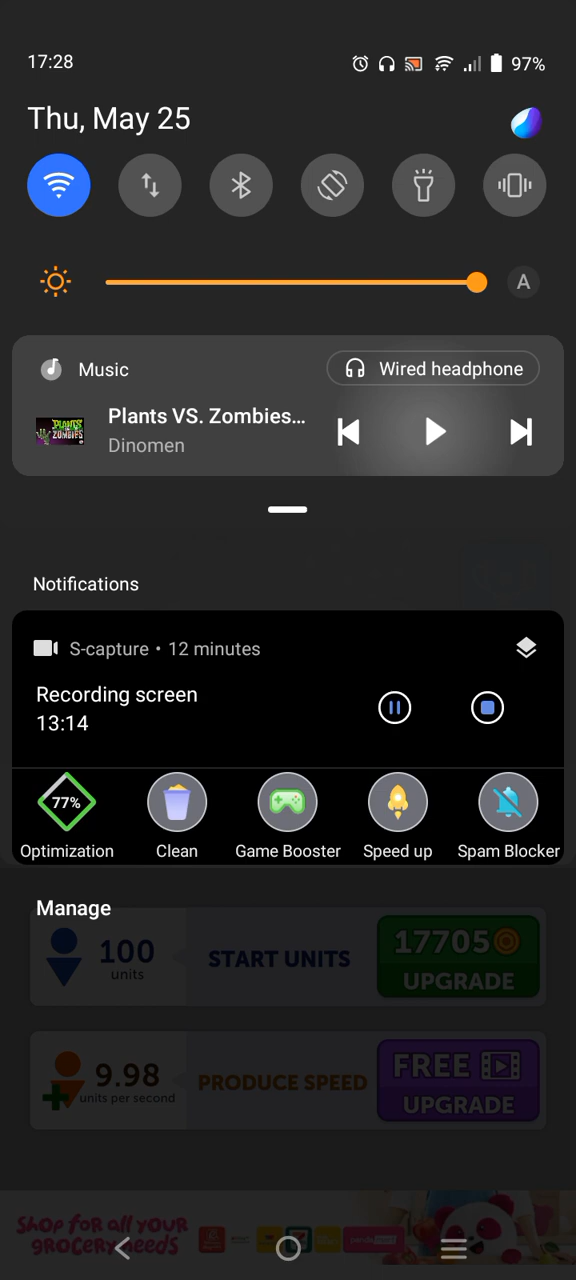 17:28
97%
Thu, May 25
A
Music
Wired headphone
Plants VS. Zombies...
Dinomen
Notifications
S-capture • 12 minutes
Recording screen
13:14
77%
Optimization
Clean
Game Booster
Speed up
Spam Blocker
Manage
100
units
START UNITS
17705
UPGRADE
9.98
units per second
PRODUCE SPEED
FREE
UPGRADE
SHOP FOR ALL YOUR
GROCERY NEEDS